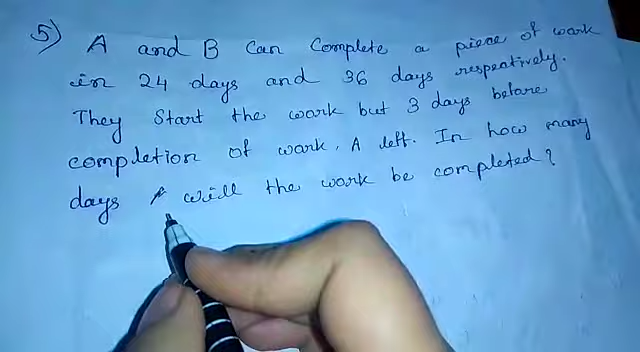 5) A and B can complete a piece of work
in 24 days and 36 days respeatively.
They start the work but 3 days before
completion of work, A left. In how many
days will the work be completed?